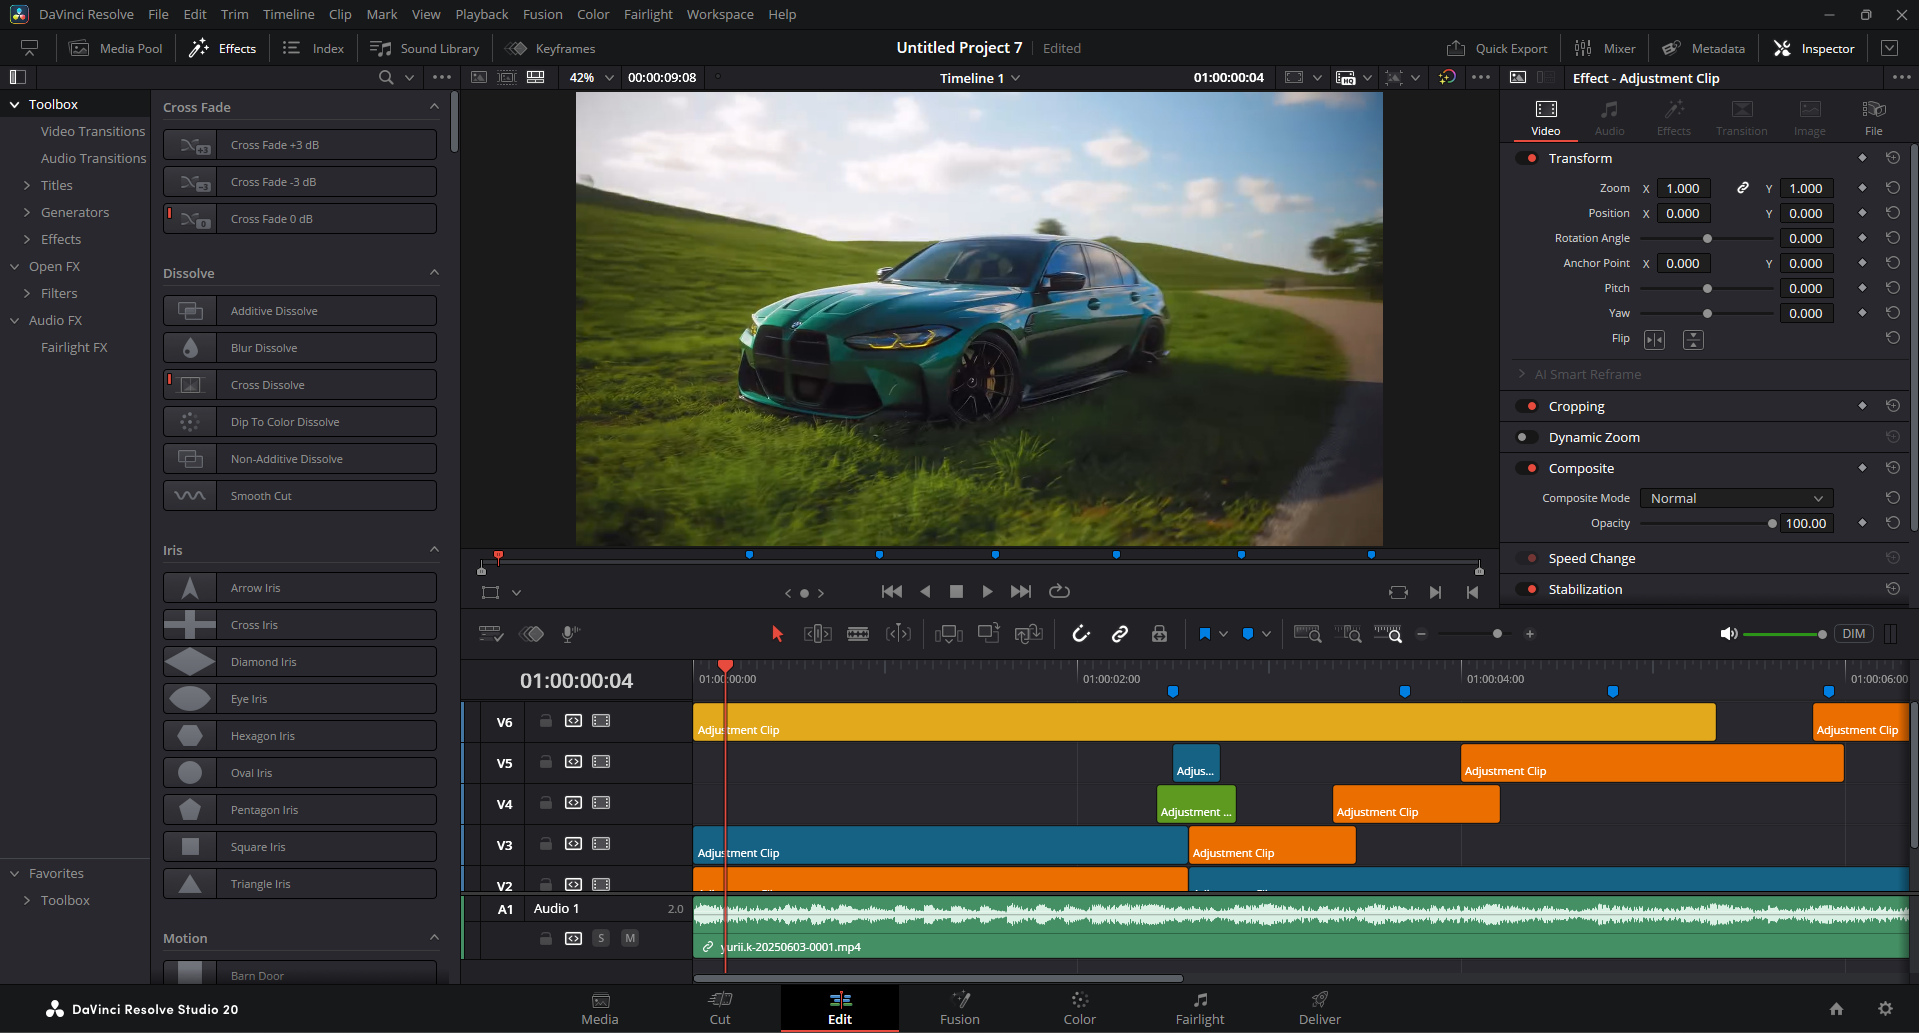 DaVinci Resolve File Edit Trim Timeline Clip Mark View Playback Fusion Color Fairlight Workspace Help
Media Pool Effects Index Sound Library Keyframes Untitled Project 7 Edited Quick Export Mixer Metadata Inspector
42% 00:00:09:08 Timeline 1 01:00:00:04 Effect - Adjustment Clip
Toolbox
Video Transitions
Audio Transitions
Titles
Generators
Effects
Open FX
Filters
Audio FX
Fairlight FX
Favorites
Toolbox
Cross Fade
Cross Fade +3 dB
Cross Fade -3 dB
Cross Fade 0 dB
Dissolve
Additive Dissolve
Blur Dissolve
Cross Dissolve
Dip To Color Dissolve
Non-Additive Dissolve
Smooth Cut
Iris
Arrow Iris
Cross Iris
Diamond Iris
Eye Iris
Hexagon Iris
Oval Iris
Pentagon Iris
Square Iris
Triangle Iris
Motion
Barn Door
Video Audio Effects Transition Image File
Transform
Zoom X 1.000 Y 1.000
Position X 0.000 Y 0.000
Rotation Angle 0.000
Anchor Point X 0.000 Y 0.000
Pitch 0.000
Yaw 0.000
Flip
AI Smart Reframe
Cropping
Dynamic Zoom
Composite
Composite Mode Normal
Opacity 100.00
Speed Change
Stabilization
DIM
01:00:00:04 01:00:00:00 01:00:02:00 01:00:04:00 01:00:06:00
V6 Adjustment Clip Adjustment Clip
V5 Adjus... Adjustment Clip
V4 Adjustment ... Adjustment Clip
V3 Adjustment Clip Adjustment Clip
V2
A1 Audio 1 2.0
S M yurii.k-20250603-0001.mp4
DaVinci Resolve Studio 20 Media Cut Edit Fusion Color Fairlight Deliver